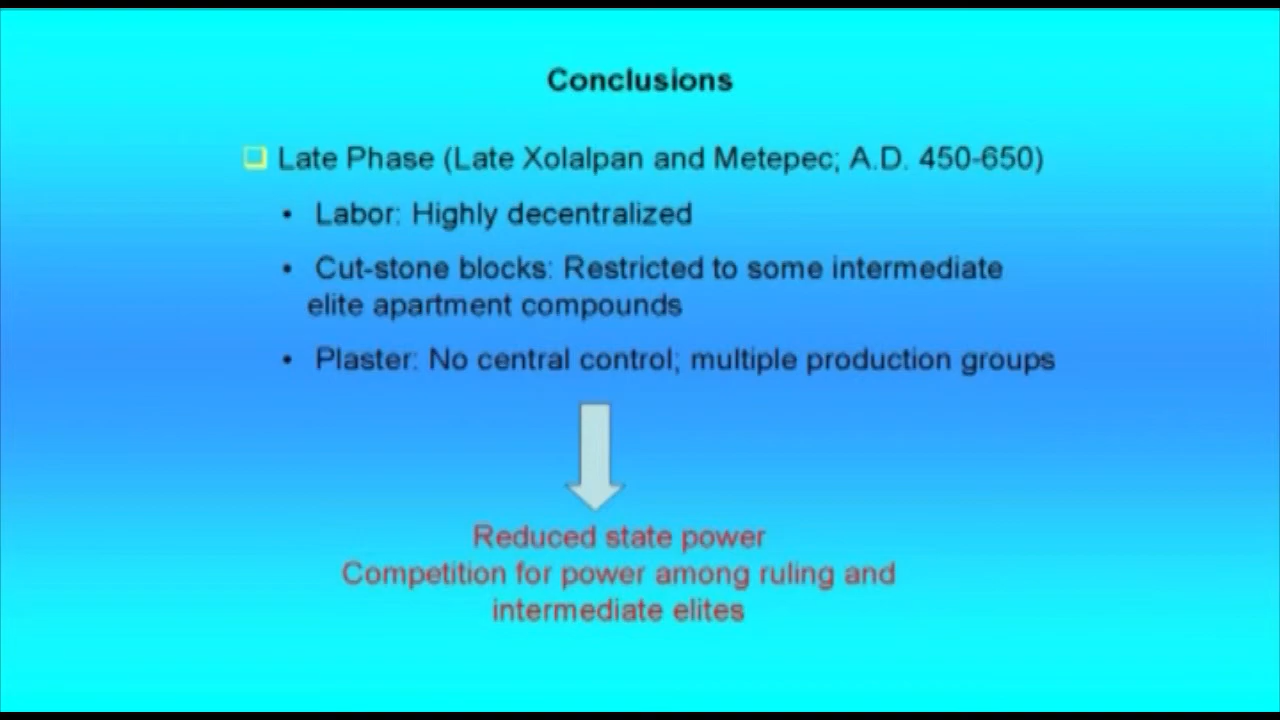 Conclusions
Late Phase (Late Xolalpan and Metepec; A.D. 450-650)
• Labor: Highly decentralized
• Cut-stone blocks: Restricted to some intermediate
elite apartment compounds
• Plaster: No central control; multiple production groups
Reduced state power
Competition for power among ruling and
intermediate elites